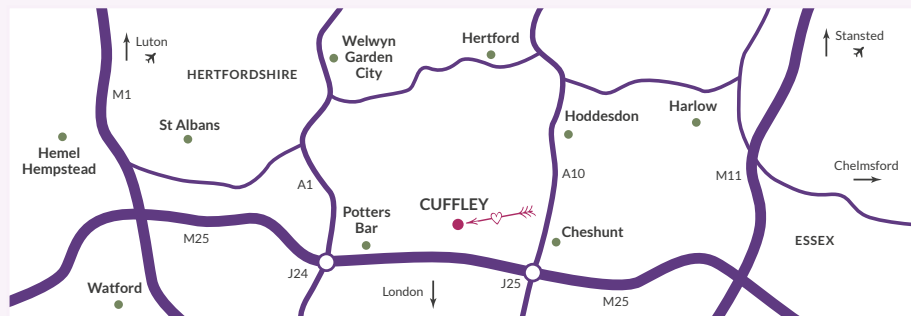 Luton
Welwyn
Garden
City
Hertford
Stansted
HERTFORDSHIRE
M1
St Albans
Hoddesdon
Harlow
Hemel
Hempstead
Chelmsford
A10
M11
A1
CUFFLEY
Potters
Bar
Cheshunt
M25
ESSEX
J24
J25
London
Watford
M25